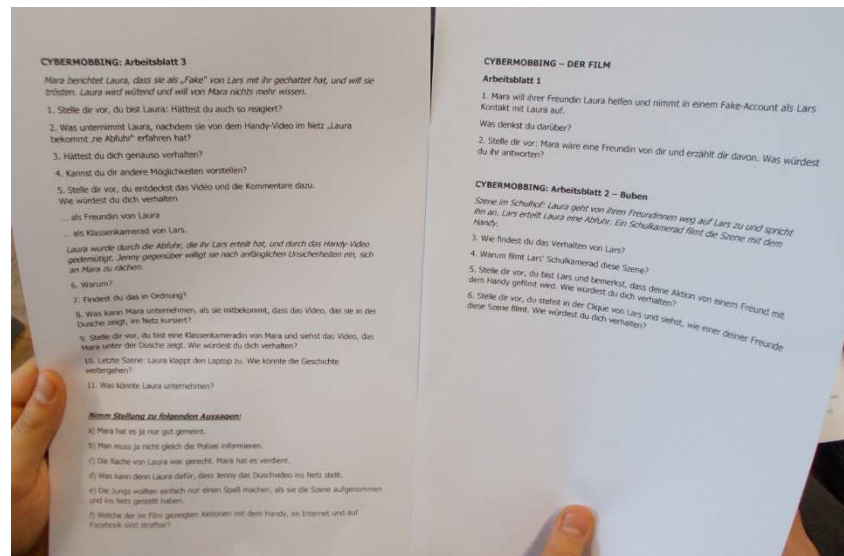 CYBERMOBBING: Arbeitsblatt 3
Mara berichtet Laura, dass sie als „Fake" von Lars mit ihr gechattet hat, und will sie
trösten. Laura wird wütend und will von Mara nichts mehr wissen.
1. Stelle dir vor, du bist Laura: Hättest du auch so reagiert?
2. Was unternimmt Laura, nachdem sie von dem Handy-Video im Netz „Laura
bekommt ‚ne Abfuhr" erfahren hat?
3. Hättest du dich genauso verhalten?
4. Kannst du dir andere Möglichkeiten vorstellen?
5. Stelle dir vor, du entdeckst das Video und die Kommentare dazu.
Wie würdest du dich verhalten
... als Freundin von Laura
... als Klassenkamerad von Lars.
Laura wurde durch die Abfuhr, die ihr Lars erteilt hat, und durch das Handy-Video
gedemütigt. Jenny gegenüber willigt sie nach anfänglichen Unsicherheiten ein, sich
an Mara zu rächen.
6. Warum?
7. Findest du das in Ordnung?
8. Was kann Mara unternehmen, als sie mitbekommt, dass das Video, das sie in der
Dusche zeigt, im Netz kursiert?
9. Stelle dir vor, du bist eine Klassenkameradin von Mara und siehst das Video, das
Mara unter der Dusche zeigt. Wie würdest du dich verhalten?
10. Letzte Szene: Laura klappt den Laptop zu. Wie könnte die Geschichte
weitergehen?
11. Was könnte Laura unternehmen?
Nimm Stellung zu folgenden Aussagen:
a) Mara hat es ja nur gut gemeint.
b) Man muss ja nicht gleich die Polizei informieren.
c) Die Rache von Laura war gerecht. Mara hat es verdient.
d) Was kann denn Laura dafür, dass Jenny das Duschvideo ins Netz stellt.
e) Die Jungs wollten einfach nur einen Spaß machen, als sie die Szene aufgenommen
und ins Netz gestellt haben.
f) Welche der im Film gezeigten Aktionen mit dem Handy, im Internet und auf
Facebook sind strafbar?
CYBERMOBBING – DER FILM
Arbeitsblatt 1
1. Mara will ihrer Freundin Laura helfen und nimmt in einem Fake-Account als Lars
Kontakt mit Laura auf.
Was denkst du darüber?
2. Stelle dir vor: Mara wäre eine Freundin von dir und erzählt dir davon. Was würdest
du ihr antworten?
CYBERMOBBING: Arbeitsblatt 2 – Buben
Szene im Schulhof: Laura geht von ihren Freundinnen weg auf Lars zu und spricht
ihn an. Lars erteilt Laura eine Abfuhr. Ein Schulkamerad filmt die Szene mit dem
Handy.
3. Wie findest du das Verhalten von Lars?
4. Warum filmt Lars' Schulkamerad diese Szene?
5. Stelle dir vor, du bist Lars und bemerkst, dass deine Aktion von einem Freund mit
dem Handy gefilmt wird. Wie würdest du dich verhalten?
6. Stelle dir vor, du stehst in der Clique von Lars und siehst, wie einer deiner Freunde
diese Szene filmt. Wie würdest du dich verhalten?